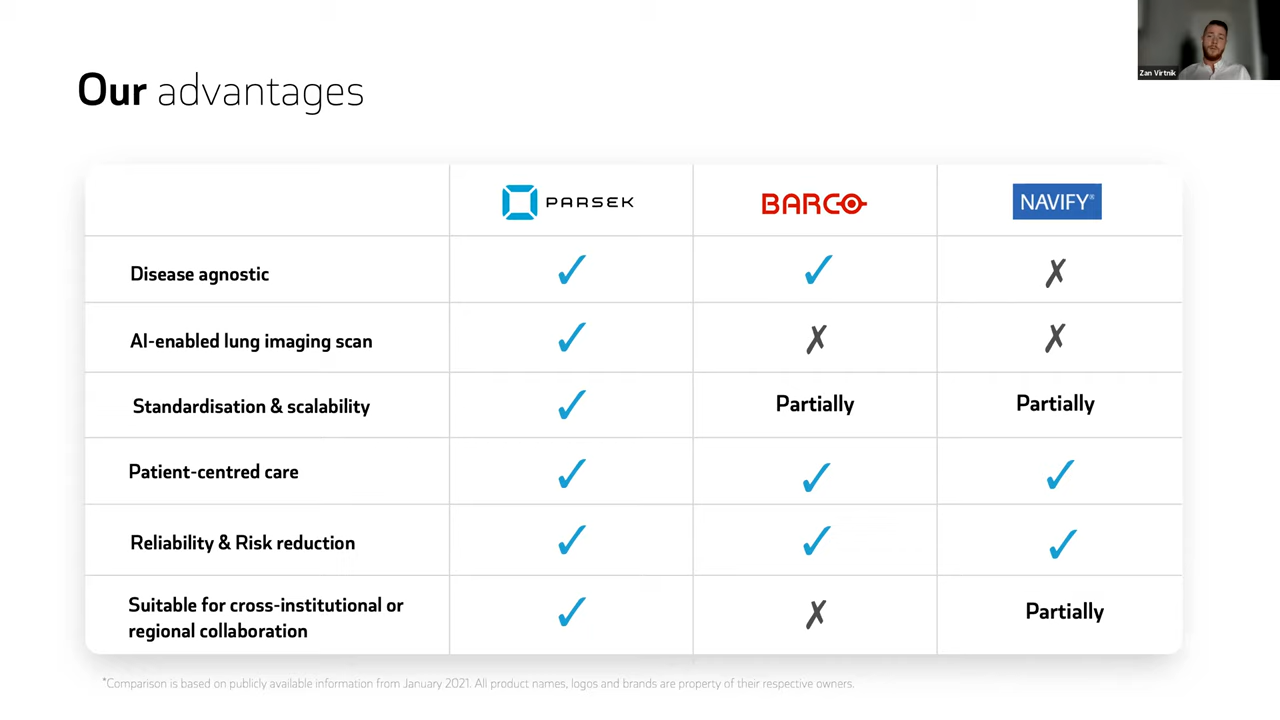 Zan Virtnik
Our advantages
PARSEK
BARCO
NAVIFY®
Disease agnostic ✓ ✓ ✗
AI-enabled lung imaging scan ✓ ✗ ✗
Standardisation & scalability ✓ Partially Partially
Patient-centred care ✓ ✓ ✓
Reliability & Risk reduction ✓ ✓ ✓
Suitable for cross-institutional or
regional collaboration ✓ ✗ Partially
*Comparison is based on publicly available information from January 2021. All product names, logos and brands are property of their respective owners.